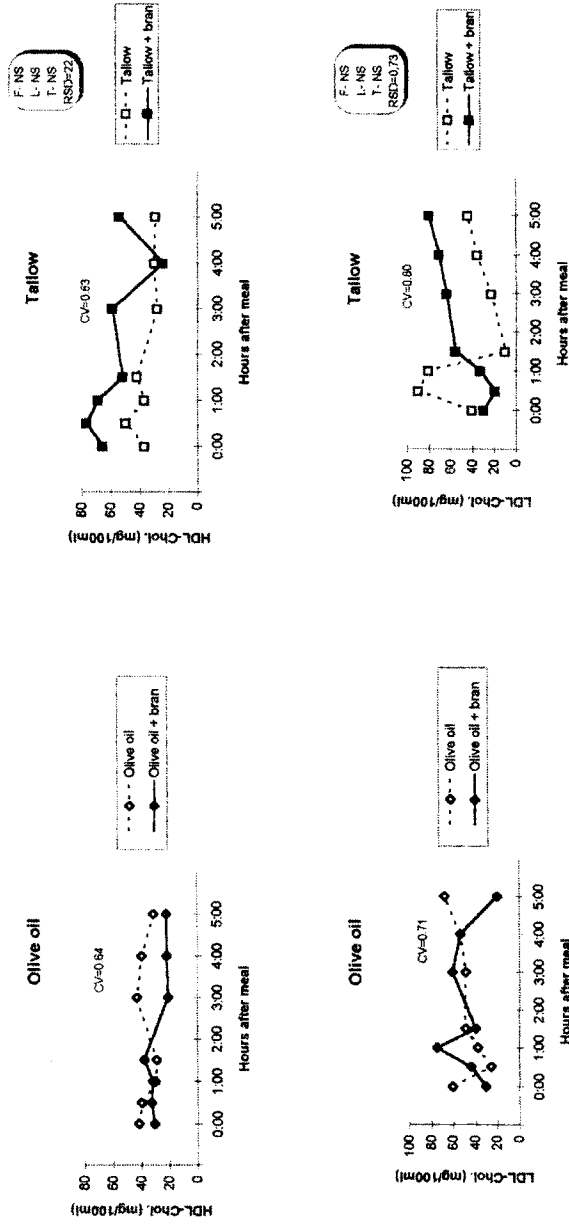 Olive oil
HDL-Chol. (mg/100ml)
80
60
40
20
0
CV=0.64
0:00 1:00 2:00 3:00 4:00 5:00
Hours after meal
Olive oil
Olive oil + bran
Tallow
HDL-Chol. (mg/100ml)
80
60
40
20
0
CV=0.63
0:00 1:00 2:00 3:00 4:00 5:00
Hours after meal
F- NS
L- NS
T- NS
RSD=22
Tallow
Tallow + bran
Olive oil
LDL-Chol. (mg/100ml)
100
80
60
40
20
0
CV=0.71
0:00 1:00 2:00 3:00 4:00 5:00
Hours after meal
Olive oil
Olive oil + bran
Tallow
LDL-Chol. (mg/100ml)
100
80
60
40
20
0
CV=0.80
0:00 1:00 2:00 3:00 4:00 5:00
Hours after meal
F- NS
L- NS
T- NS
RSD=0,73
Tallow
Tallow + bran